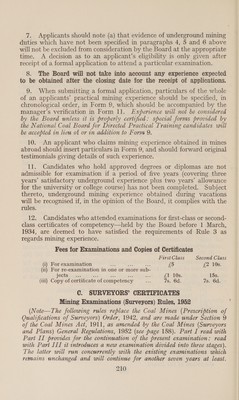 7. Applicants should note (a) that evidence of underground mining
duties which have not been specified in paragraphs 4, 5 and 6 above
will not be excluded from consideration by the Board at the appropriate
time. A decision as to an applicant's eligibility is only given after
receipt of a formal application to attend a particular examination.
8. The Board will not take into account any experience expected
to be obtained after the closing date for the receipt of applications.
9. When submitting a formal application, particulars of the whole
of an applicants' practical mining experience should be specified, in
chronological order, in Form 9, which should be accompanied by the
manager's verification in Form 11. Experience will not be considered
by the Board unless it is properly certified: special forms provided by
the National Coal Board for Directed Practical Training candidates will
be accepted in lieu of or in addition to Form 9.
10. An applicant who claims mining experience obtained in mines
abroad should insert particulars in Form 9, and should forward original
testimonials giving details of such experience.
11. Candidates who hold approved degrees or diplomas are not
admissible for examination if a period of five years (covering three
years' satisfactory underground experience plus two years' allowance
for the university or college course) has not been completed. Subject
thereto, underground mining experience obtained during vacations
will be recognised if, in the opinion of the Board, it complies with the
rules.
12. Candidates who attended examinations for first-class or second-
class certificates of competency—held by the Board before 1 March,
1934, are deemed to have satisfied the requirements of Rule 3 as
regards mining experience.
Fees for Examinations and Copies of Certificates
First Class Second Class
(i) For examination £5 £2 10s.
(ii) For re-examination in one or more sub-
jects £1 10s. 15s.
(iii) Copy of certificate of competency 7s. 6d. 7s. 6d.
C. SURVEYORS' CERTIFICATES
Mining Examinations (Surveyors) Rules, 1952
(Note—The following rules replace the Coal Mines (Prescription of
Qualifications of Surveyors) Order, 1942, and are made under Section 9
of the Coal Mines Act, 1911, as amended by the Coal Mines (Surveyors
and Plans) General Regulations, 1952 (see page 188). Part I read with
Part II provides for the continuation of the present examination: read
with Part III it introduces a new examination divided into three stages).
The latter will run concurrently with the existing examinations which
remains unchanged and will continue for another seven years at least.
230